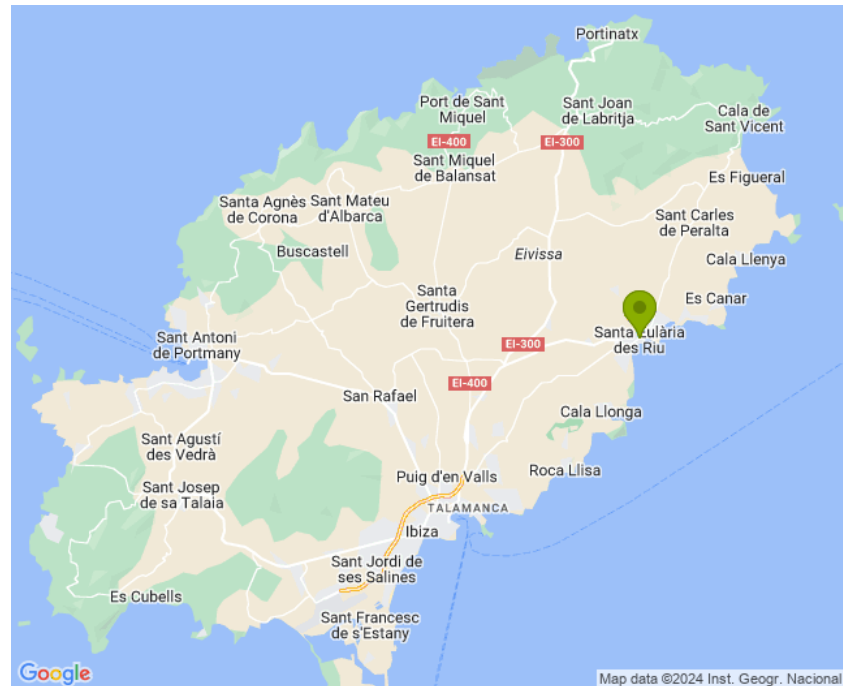 Portinatx
Port de Sant
Miquel
Sant Joan
de Labritja
Cala de
Sant Vicent
EI-400
EI-300
Sant Miquel
de Balansat
Es Figueral
Santa Agnès
de Corona
Sant Mateu
d'Albarca
Sant Carles
de Peralta
Buscastell
Eivissa
Cala Llenya
Santa
Gertrudis
de Fruitera
Es Canar
Sant Antoni
de Portmany
Santa Eulària
des Riu
EI-300
EI-400
San Rafael
Cala Llonga
Sant Agustí
des Vedrà
Roca Llisa
Puig d'en Valls
Sant Josep
de sa Talaia
TALAMANCA
Ibiza
Sant Jordi de
ses Salines
Es Cubells
Sant Francesc
de s'Estany
Google
Map data ©2024 Inst. Geogr. Nacional